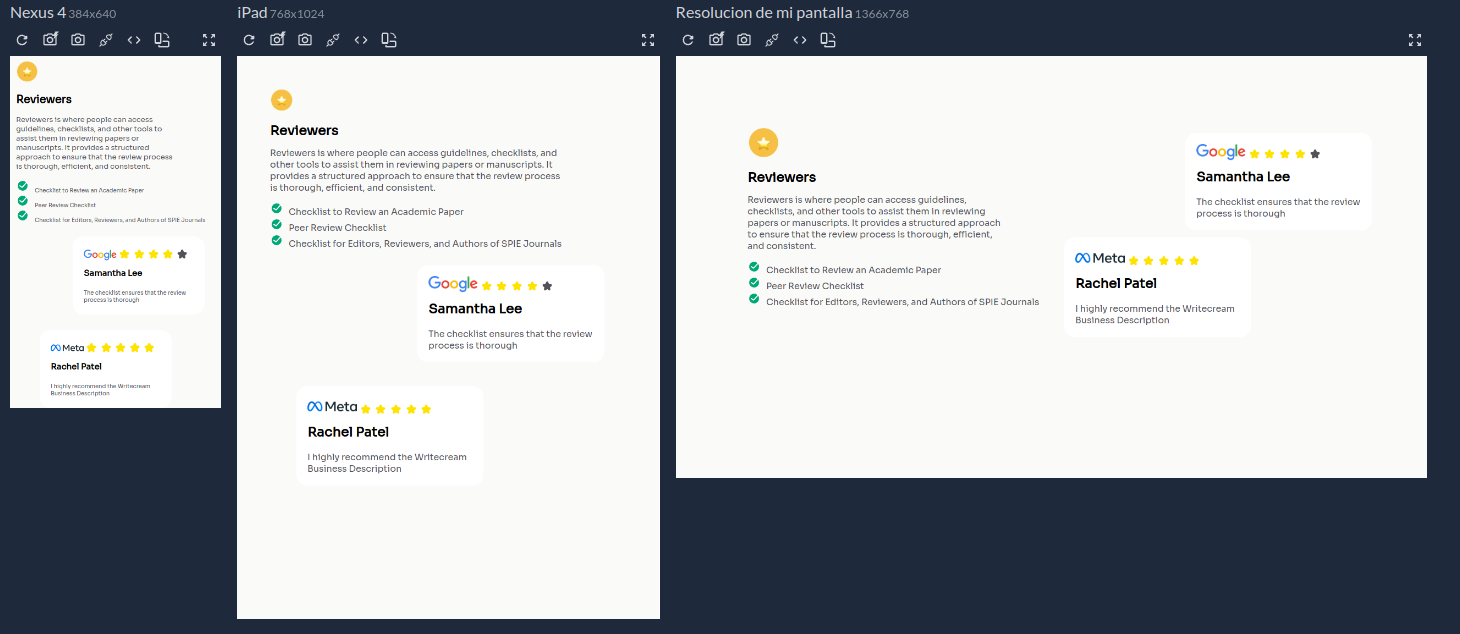 Nexus 4 384x640
Reviewers
Reviewers is where people can access
guidelines, checklists, and other tools to
assist them in reviewing papers or
manuscripts. It provides a structured
approach to ensure that the review process
is thorough, efficient, and consistent.
Checklist to Review an Academic Paper
Peer Review Checklist
Checklist for Editors, Reviewers, and Authors of SPIE Journals
Google
Samantha Lee
The checklist ensures that the review
process is thorough
Meta
Rachel Patel
I highly recommend the Writecream
Business Description
iPad 768x1024
Reviewers
Reviewers is where people can access guidelines, checklists, and
other tools to assist them in reviewing papers or manuscripts. It
provides a structured approach to ensure that the review process
is thorough, efficient, and consistent.
Checklist to Review an Academic Paper
Peer Review Checklist
Checklist for Editors, Reviewers, and Authors of SPIE Journals
Google
Samantha Lee
The checklist ensures that the review
process is thorough
Meta
Rachel Patel
I highly recommend the Writecream
Business Description
Resolucion de mi pantalla 1366x768
Reviewers
Reviewers is where people can access guidelines,
checklists, and other tools to assist them in reviewing
papers or manuscripts. It provides a structured approach
to ensure that the review process is thorough, efficient,
and consistent.
Checklist to Review an Academic Paper
Peer Review Checklist
Checklist for Editors, Reviewers, and Authors of SPIE Journals
Google
Samantha Lee
The checklist ensures that the review
process is thorough
Meta
Rachel Patel
I highly recommend the Writecream
Business Description